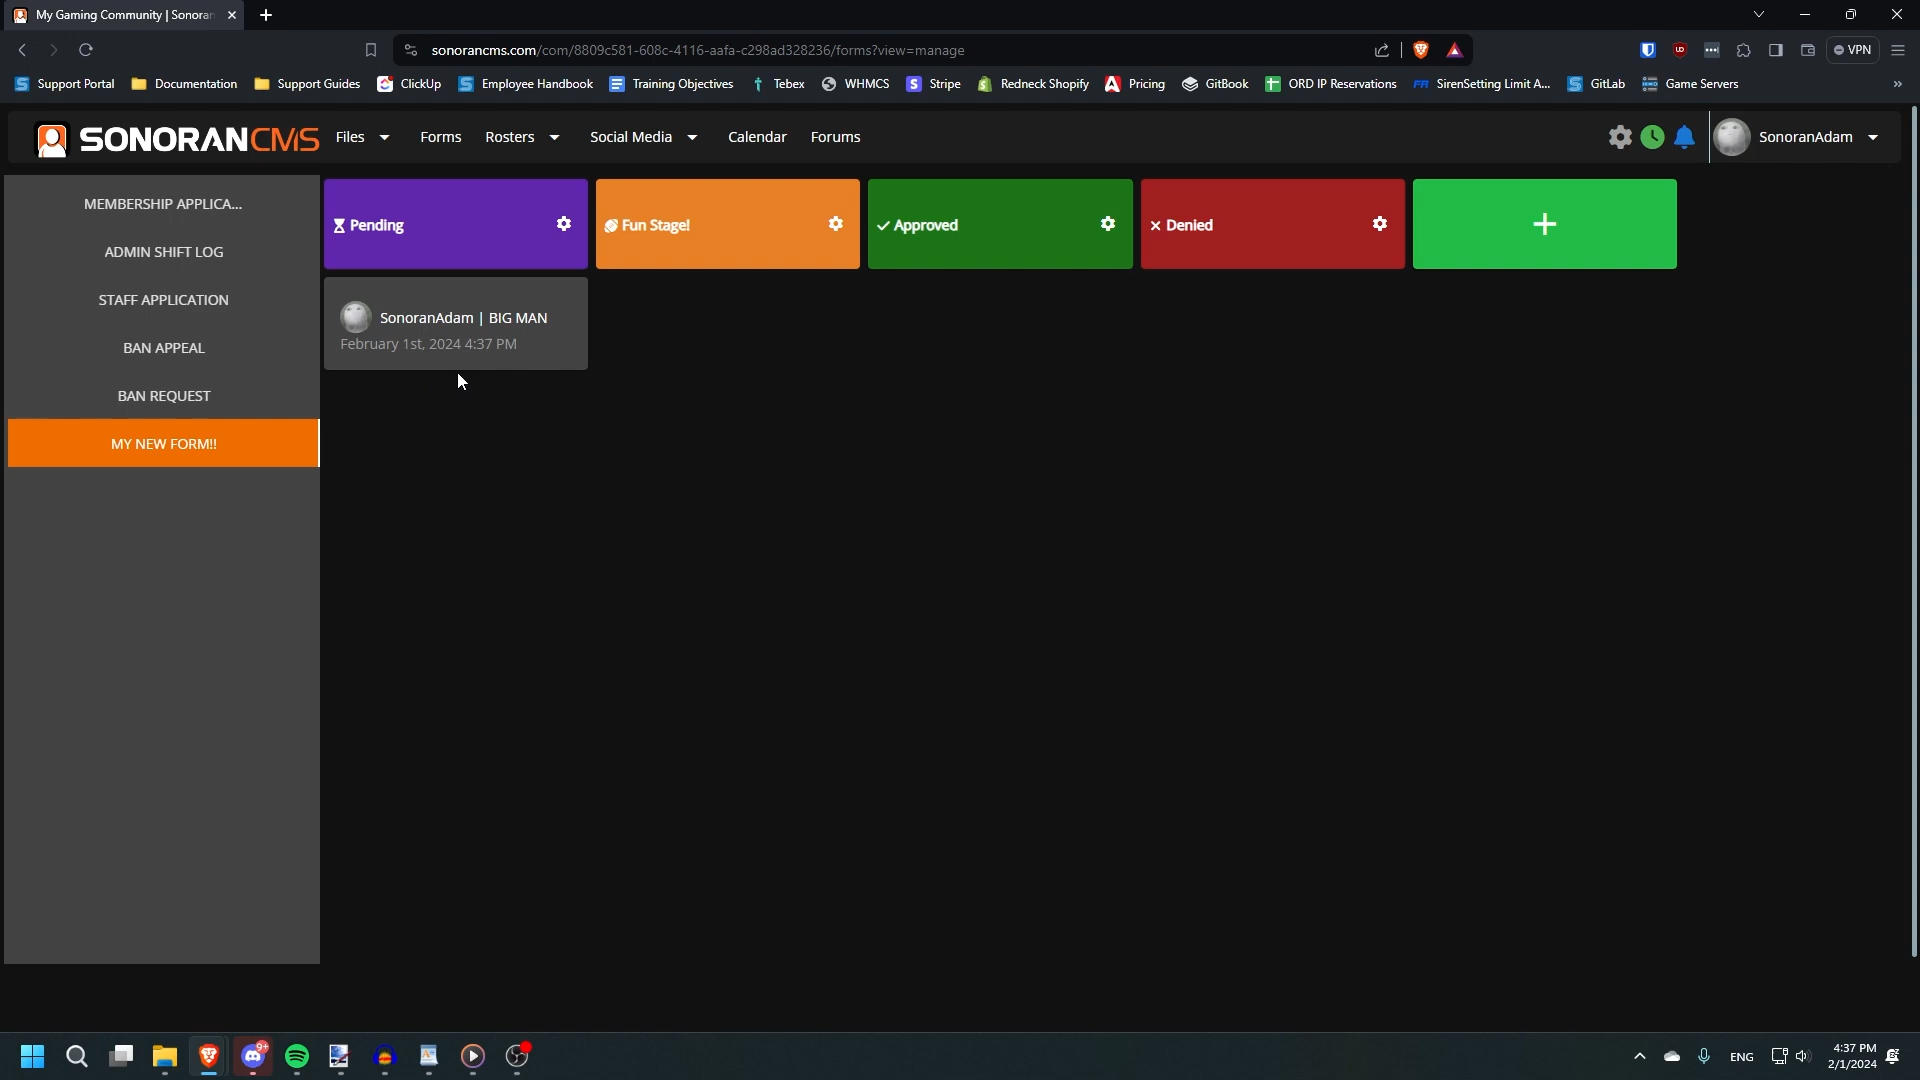 My Gaming Community | Sonoran
sonorancms.com/com/8809c581-608c-4116-aafa-c298ad328236/forms?view=manage
VPN
Support Portal Documentation Support Guides ClickUp Employee Handbook Training Objectives Tebex WHMCS Stripe Redneck Shopify Pricing GitBook ORD IP Reservations SirenSetting Limit A... GitLab Game Servers
SONORANCMS Files Forms Rosters Social Media Calendar Forums SonoranAdam
MEMBERSHIP APPLICA...
ADMIN SHIFT LOG
STAFF APPLICATION
BAN APPEAL
BAN REQUEST
MY NEW FORM!!
Pending Fun Stage! Approved Denied +
SonoranAdam | BIG MAN
February 1st, 2024 4:37 PM
9+
ENG
4:37 PM
2/1/2024